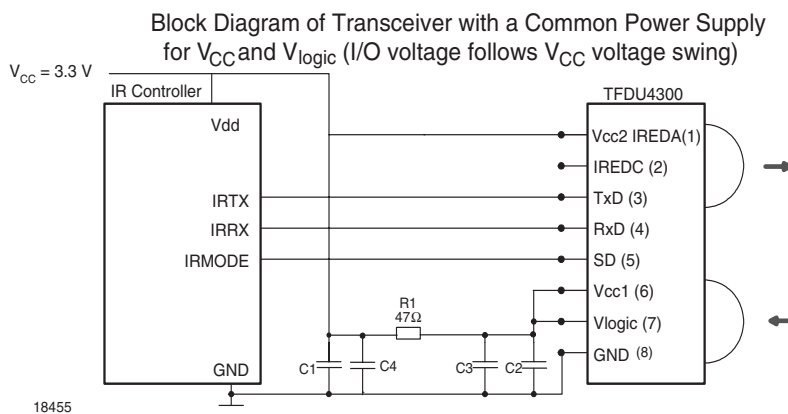 Block Diagram of Transceiver with a Common Power Supply
for VCC and Vlogic (I/O voltage follows VCC voltage swing)
VCC = 3.3 V
IR Controller
TFDU4300
Vdd
Vcc2 IREDA(1)
IREDC (2)
IRTX
TxD (3)
IRRX
RxD (4)
IRMODE
SD (5)
Vcc1 (6)
R1
47Ω
Vlogic (7)
GND (8)
GND
C1
C4
C3
C2
18455